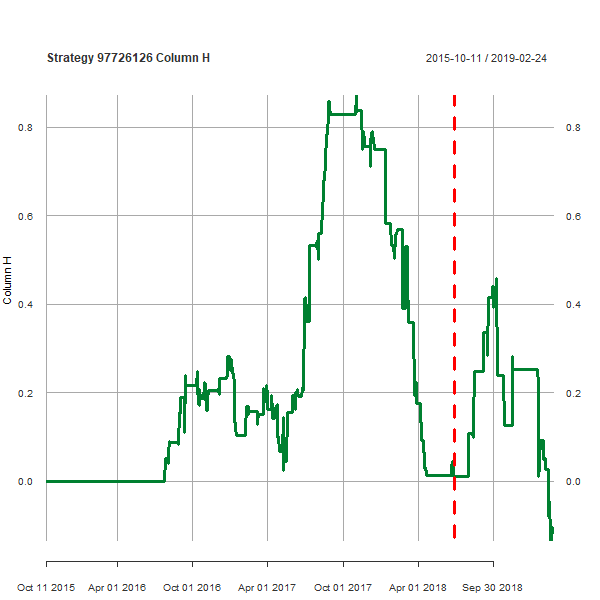 Strategy 97726126 Column H
2015-10-11 / 2019-02-24
0.8
0.8
0.6
0.6
0.4
0.4
0.2
0.2
0.0
0.0
Column H
Oct 11 2015
Apr 01 2016
Oct 01 2016
Apr 01 2017
Oct 01 2017
Apr 01 2018
Sep 30 2018